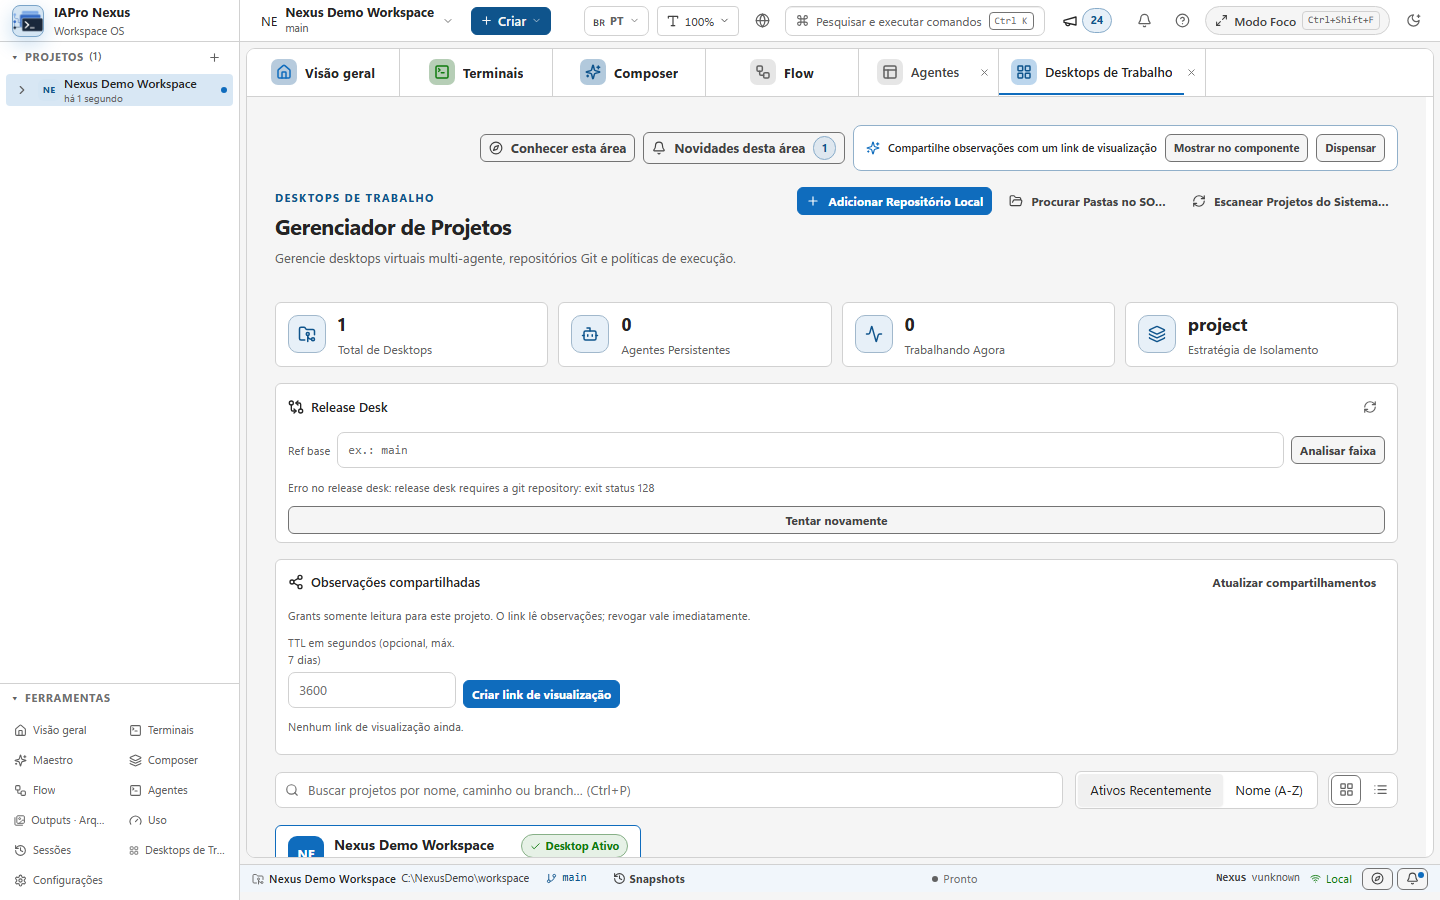 IAPro Nexus
Workspace OS
NE
Nexus Demo Workspace
main
Criar
BR PT
100%
Pesquisar e executar comandos
Ctrl K
24
Modo Foco
Ctrl+Shift+F
PROJETOS (1)
NE
Nexus Demo Workspace
há 1 segundo
Visão geral
Terminais
Composer
Flow
Agentes
Desktops de Trabalho
Conhecer esta área
Novidades desta área 1
Compartilhe observações com um link de visualização
Mostrar no componente
Dispensar
DESKTOPS DE TRABALHO
Gerenciador de Projetos
Gerencie desktops virtuais multi-agente, repositórios Git e políticas de execução.
Adicionar Repositório Local
Procurar Pastas no SO...
Escanear Projetos do Sistema...
1
Total de Desktops
0
Agentes Persistentes
0
Trabalhando Agora
project
Estratégia de Isolamento
Release Desk
Ref base
ex.: main
Analisar faixa
Erro no release desk: release desk requires a git repository: exit status 128
Tentar novamente
Observações compartilhadas
Atualizar compartilhamentos
Grants somente leitura para este projeto. O link lê observações; revogar vale imediatamente.
TTL em segundos (opcional, máx.
7 dias)
3600
Criar link de visualização
Nenhum link de visualização ainda.
Buscar projetos por nome, caminho ou branch... (Ctrl+P)
Ativos Recentemente
Nome (A-Z)
NE
Nexus Demo Workspace
Desktop Ativo
FERRAMENTAS
Visão geral
Terminais
Maestro
Composer
Flow
Agentes
Outputs · Arq...
Uso
Sessões
Desktops de Tr...
Configurações
Nexus Demo Workspace C:\NexusDemo\workspace
main
Snapshots
Pronto
Nexus vunknown
Local